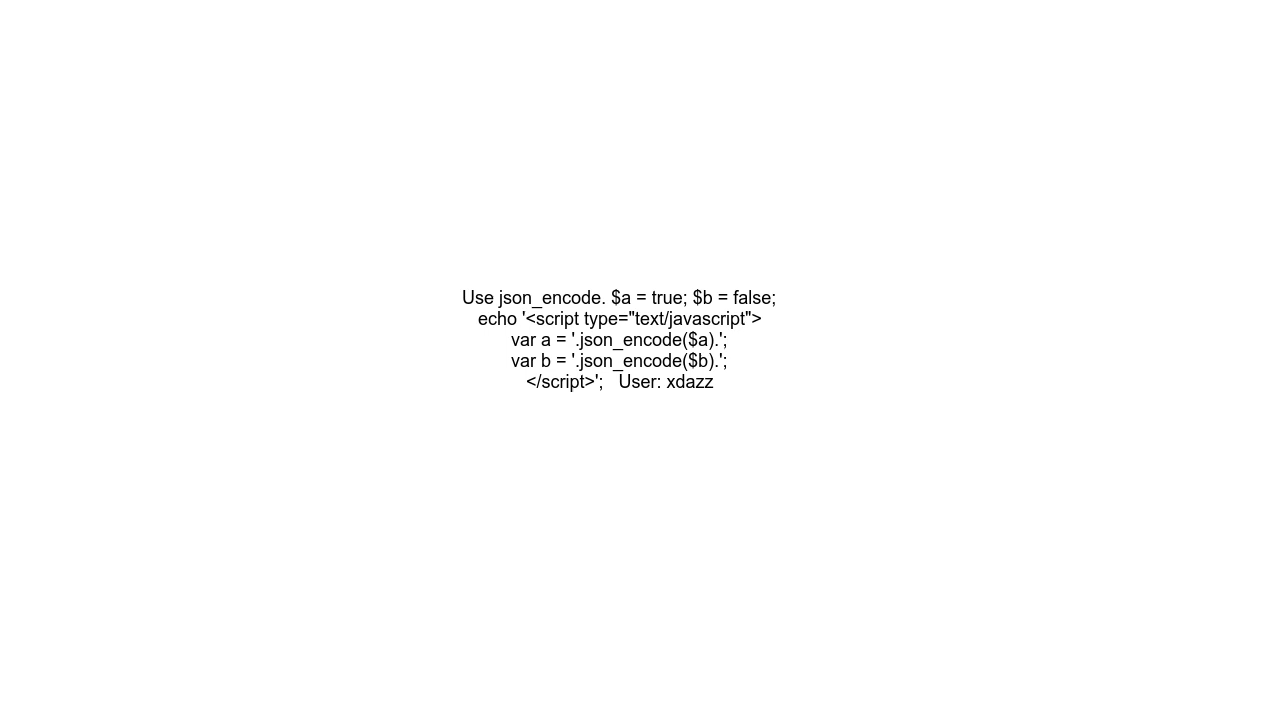 Use json_encode. $a = true; $b = false;
echo '<script type="text/javascript">
var a = '.json_encode($a).';
var b = '.json_encode($b).';
</script>';   User: xdazz